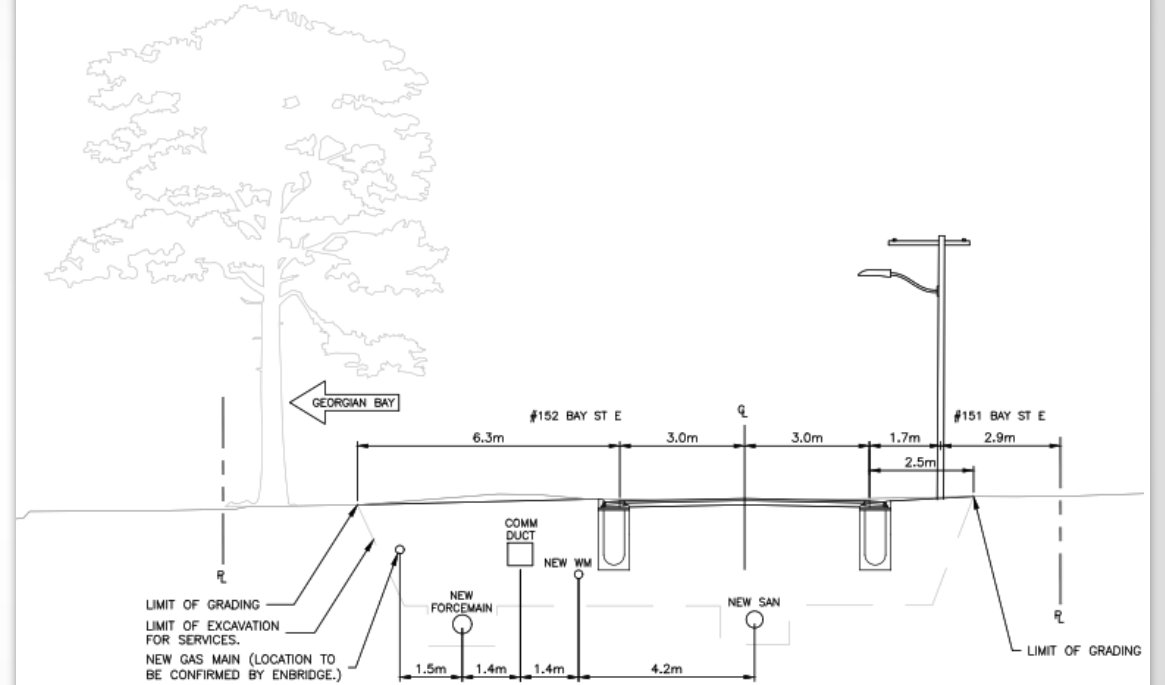 GEORGIAN BAY
#152 BAY ST E
℄
#151 BAY ST E
6.3m
3.0m
3.0m
1.7m
2.9m
2.5m
COMM
DUCT
NEW WM
℞
NEW
FORCEMAIN
NEW SAN
LIMIT OF GRADING
LIMIT OF EXCAVATION
FOR SERVICES.
NEW GAS MAIN (LOCATION TO
BE CONFIRMED BY ENBRIDGE.)
1.5m
1.4m
1.4m
4.2m
℞
LIMIT OF GRADING